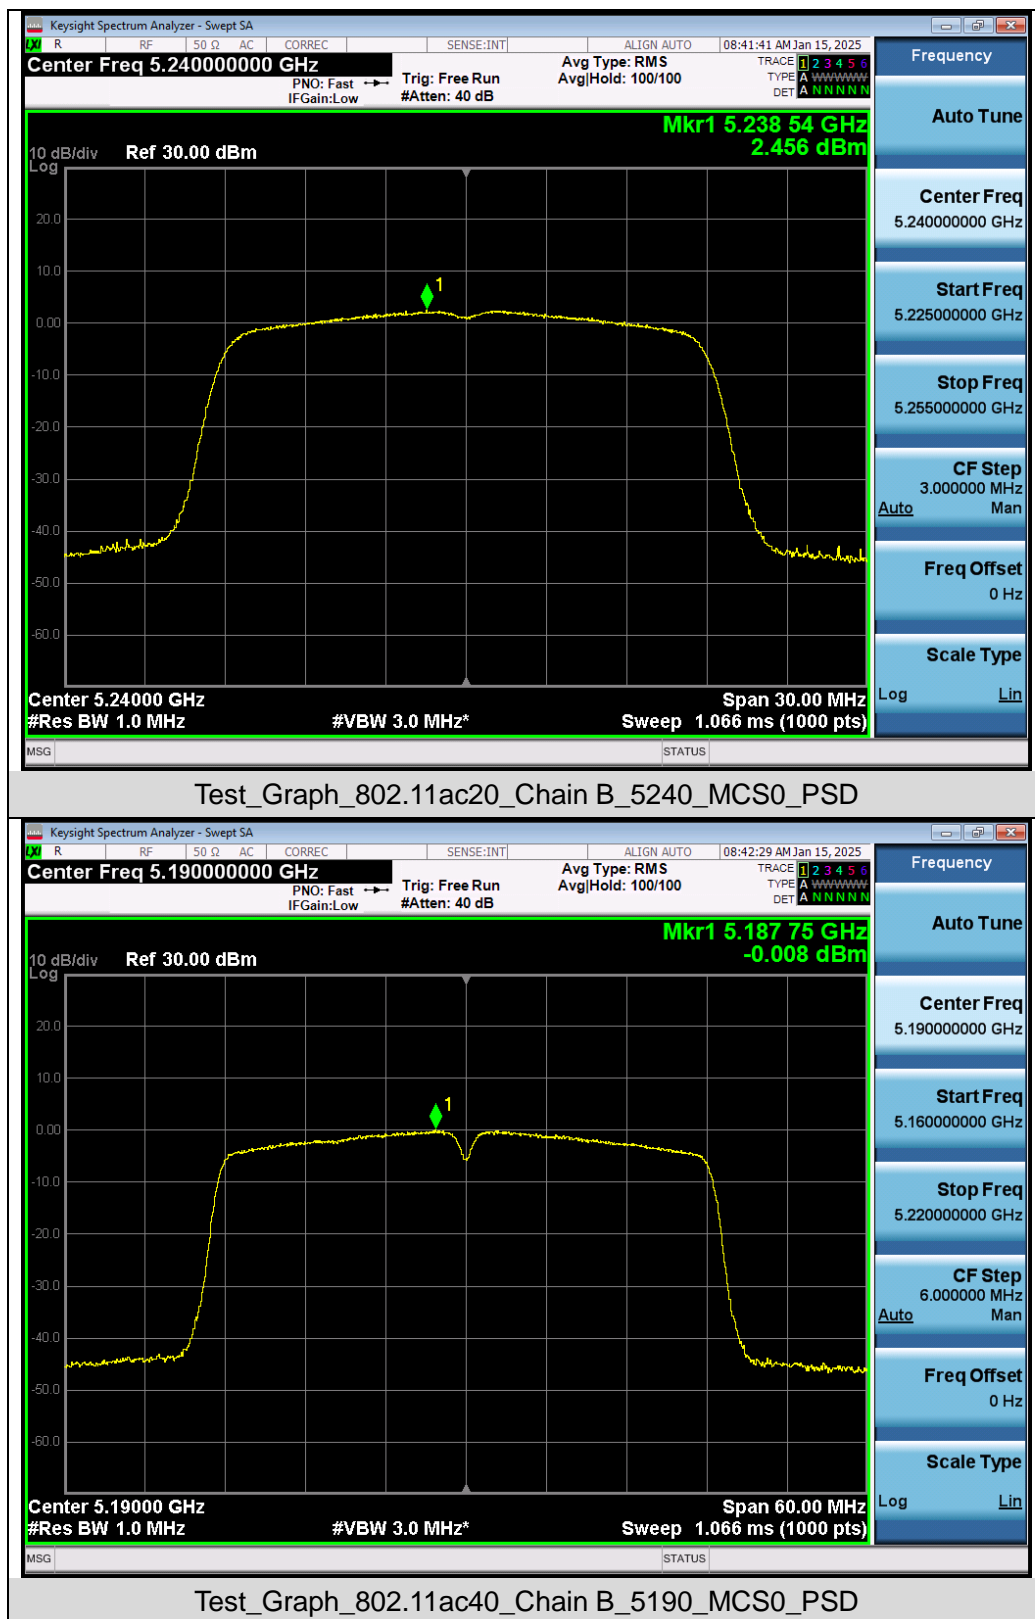 Keysight Spectrum Analyzer - Swept SA
LXI R RF 50 Ω AC CORREC SENSE:INT ALIGN AUTO 08:41:41 AM Jan 15, 2025
Center Freq 5.240000000 GHz
PNO: Fast
IFGain:Low
Trig: Free Run
#Atten: 40 dB
Avg Type: RMS
Avg|Hold: 100/100
TRACE 1 2 3 4 5 6
TYPE A WWWWW
DET A N N N N N
Mkr1 5.238 54 GHz
2.456 dBm
10 dB/div Ref 30.00 dBm
Log
20.0
10.0
1
0.00
-10.0
-20.0
-30.0
-40.0
-50.0
-60.0
Center 5.24000 GHz Span 30.00 MHz
#Res BW 1.0 MHz #VBW 3.0 MHz* Sweep 1.066 ms (1000 pts)
MSG STATUS
Frequency
Auto Tune
Center Freq
5.240000000 GHz
Start Freq
5.225000000 GHz
Stop Freq
5.255000000 GHz
CF Step
3.000000 MHz
Auto Man
Freq Offset
0 Hz
Scale Type
Log Lin
Test_Graph_802.11ac20_Chain B_5240_MCS0_PSD
Keysight Spectrum Analyzer - Swept SA
LXI R RF 50 Ω AC CORREC SENSE:INT ALIGN AUTO 08:42:29 AM Jan 15, 2025
Center Freq 5.190000000 GHz
PNO: Fast
IFGain:Low
Trig: Free Run
#Atten: 40 dB
Avg Type: RMS
Avg|Hold: 100/100
TRACE 1 2 3 4 5 6
TYPE A WWWWW
DET A N N N N N
Mkr1 5.187 75 GHz
-0.008 dBm
10 dB/div Ref 30.00 dBm
Log
20.0
10.0
1
0.00
-10.0
-20.0
-30.0
-40.0
-50.0
-60.0
Center 5.19000 GHz Span 60.00 MHz
#Res BW 1.0 MHz #VBW 3.0 MHz* Sweep 1.066 ms (1000 pts)
MSG STATUS
Frequency
Auto Tune
Center Freq
5.190000000 GHz
Start Freq
5.160000000 GHz
Stop Freq
5.220000000 GHz
CF Step
6.000000 MHz
Auto Man
Freq Offset
0 Hz
Scale Type
Log Lin
Test_Graph_802.11ac40_Chain B_5190_MCS0_PSD